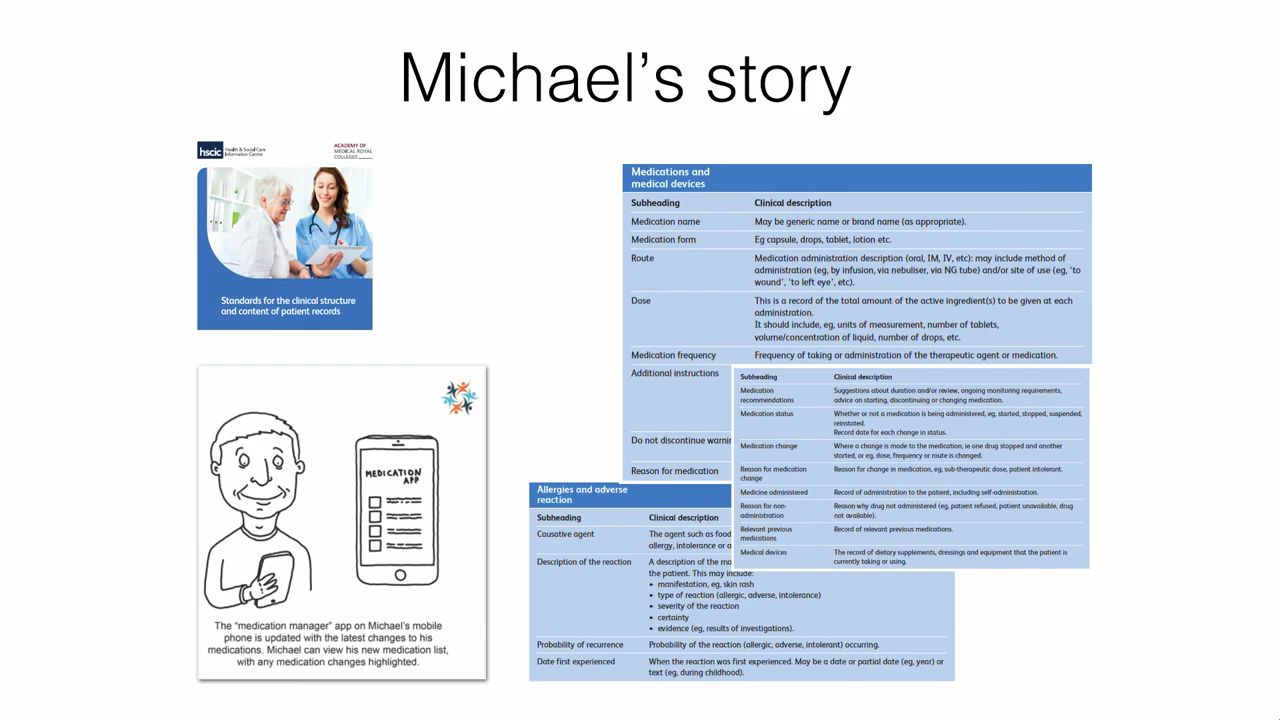 Michael's story
hscic Health & Social Care
Information Centre
ACADEMY OF
MEDICAL ROYAL
COLLEGES
Standards for the clinical structure
and content of patient records
MEDICATION
APP
The "medication manager" app on Michael's mobile
phone is updated with the latest changes to his
medications. Michael can view his new medication list,
with any medication changes highlighted.
Medications and
medical devices
Subheading Clinical description
Medication name May be generic name or brand name (as appropriate).
Medication form Eg capsule, drops, tablet, lotion etc.
Route Medication administration description (oral, IM, IV, etc): may include method of
administration (eg, by infusion, via nebuliser, via NG tube) and/or site of use (eg, 'to
wound', 'to left eye', etc).
Dose This is a record of the total amount of the active ingredient(s) to be given at each
administration.
It should include, eg, units of measurement, number of tablets,
volume/concentration of liquid, number of drops, etc.
Medication frequency Frequency of taking or administration of the therapeutic agent or medication.
Additional instructions
Do not discontinue
Reason for medication
Subheading Clinical description
Medication Suggestions about duration and/or review, ongoing monitoring requirements,
recommendations advice on starting, discontinuing or changing medication.
Medication status Whether or not a medication is being administered, eg, started, stopped, suspended,
reinstated.
Record date for each change in status.
Medication change Where a change is made to the medication, ie one drug stopped and another
started, or eg, dose, frequency or route is changed.
Reason for medication Reason for change in medication, eg, sub-therapeutic dose, patient intolerant.
change
Medicine administered Record of administration to the patient, including self-administration.
Reason for non- Reason why drug not administered (eg, patient refused, patient unavailable, drug
administration not available).
Relevant previous Record of relevant previous medications.
medications
Medical devices The record of dietary supplements, dressings and equipment that the patient is
currently taking or using.
Allergies and adverse
reaction
Subheading Clinical description
Causative agent The agent such as food
allergy, intolerance or
Description of the reaction A description of the
the patient. This may include:
• manifestation, eg, skin rash
• type of reaction (allergic, adverse, intolerance)
• severity of the reaction
• certainty
• evidence (eg, results of investigations).
Probability of recurrence Probability of the reaction (allergic, adverse, intolerant) occurring.
Date first experienced When the reaction was first experienced. May be a date or partial date (eg, year) or
text (eg, during childhood).